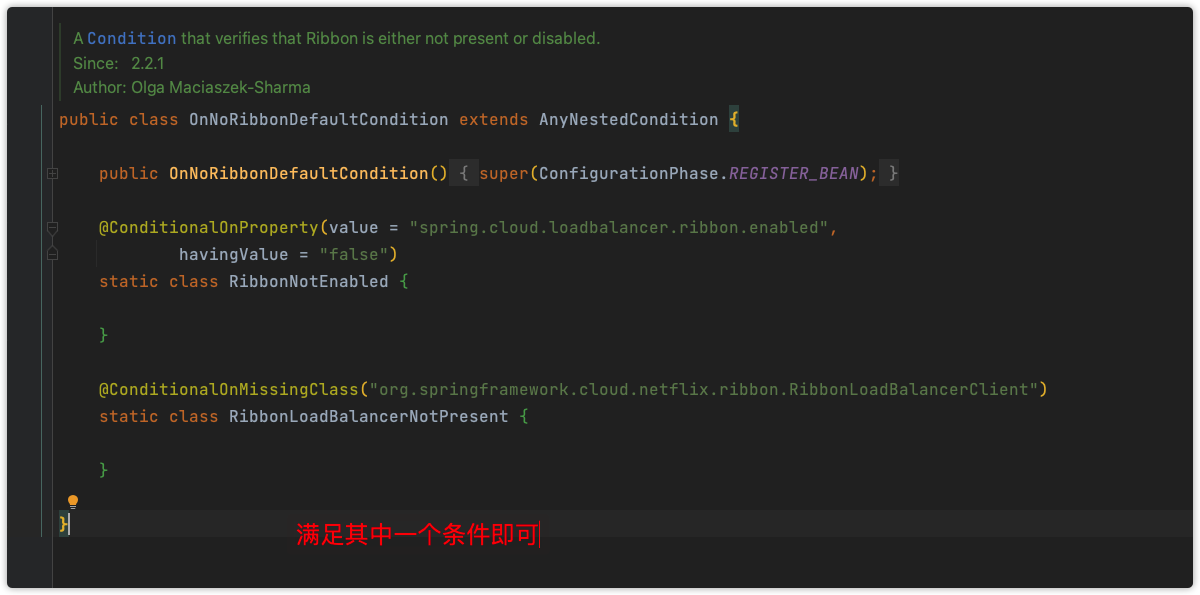 A Condition that verifies that Ribbon is either not present or disabled.
Since: 2.2.1
Author: Olga Maciaszek-Sharma
public class OnNoRibbonDefaultCondition extends AnyNestedCondition {
public OnNoRibbonDefaultCondition() { super(ConfigurationPhase.REGISTER_BEAN); }
@ConditionalOnProperty(value = "spring.cloud.loadbalancer.ribbon.enabled",
havingValue = "false")
static class RibbonNotEnabled {
}
@ConditionalOnMissingClass("org.springframework.cloud.netflix.ribbon.RibbonLoadBalancerClient")
static class RibbonLoadBalancerNotPresent {
}
}
满足其中一个条件即可